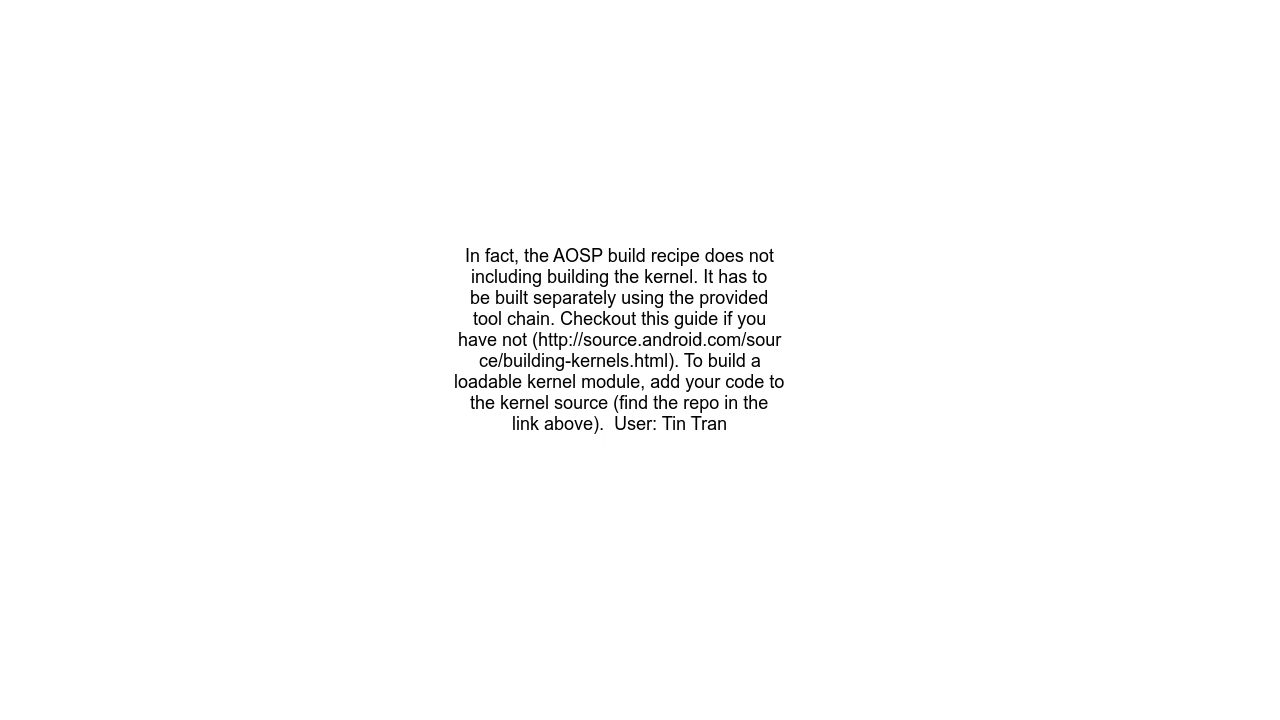 In fact, the AOSP build recipe does not
including building the kernel. It has to
be built separately using the provided
tool chain. Checkout this guide if you
have not (http://source.android.com/sour
ce/building-kernels.html). To build a
loadable kernel module, add your code to
the kernel source (find the repo in the
link above).  User: Tin Tran